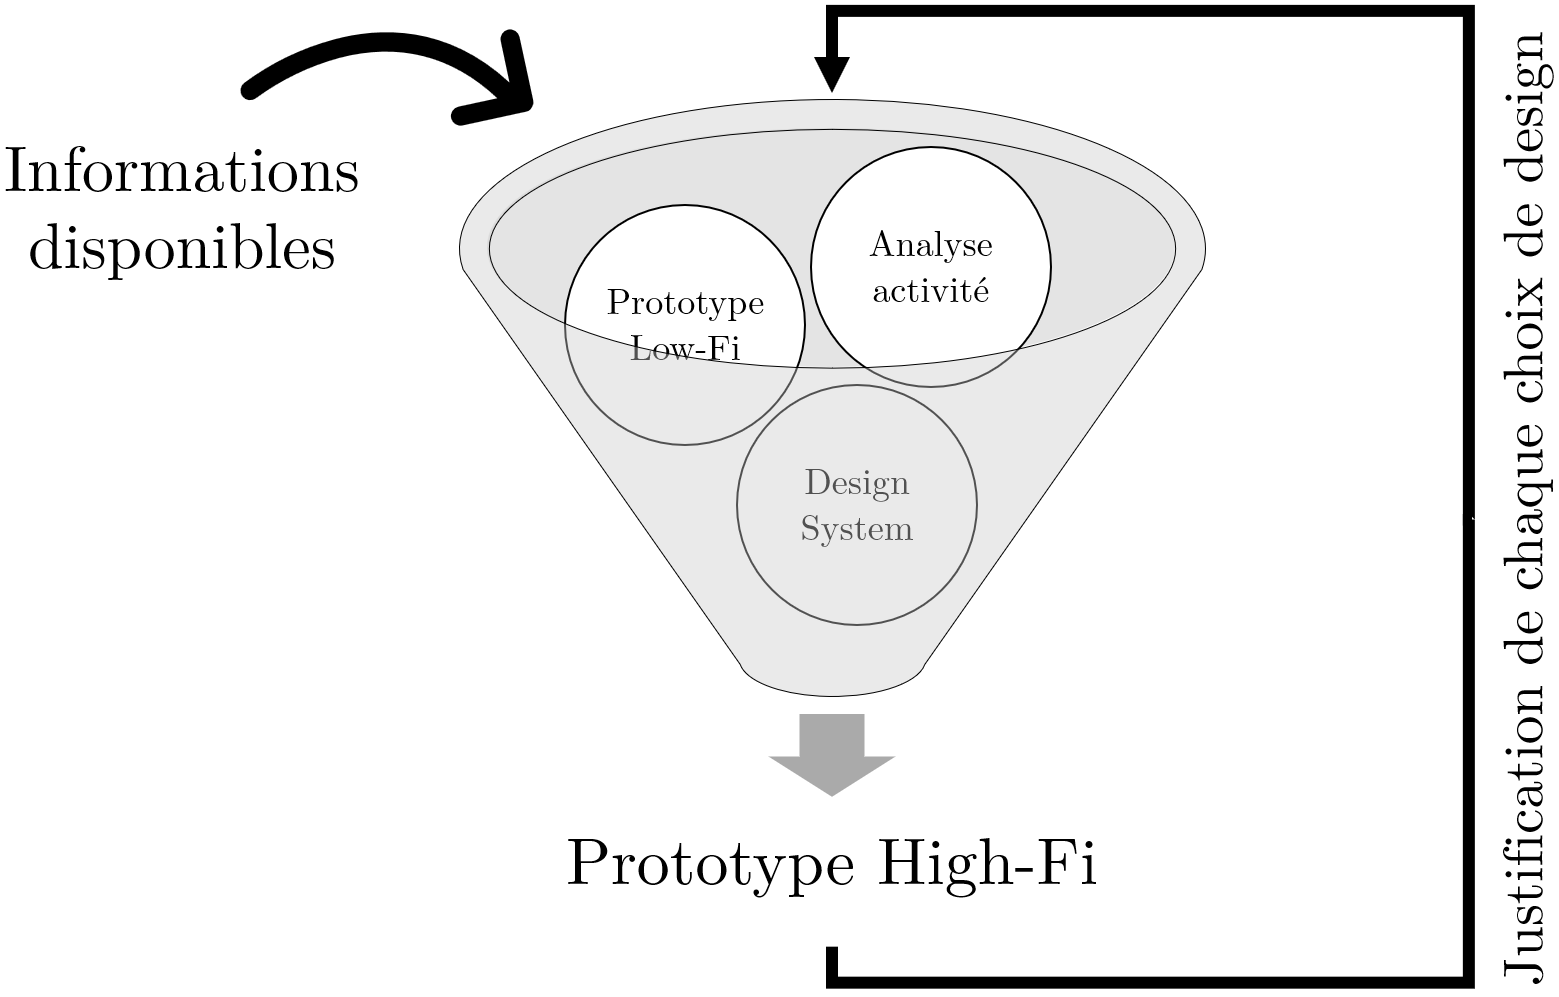 Informations
disponibles
Analyse
activité
Prototype
Low-Fi
Design
System
Prototype High-Fi
Justification de chaque choix de design